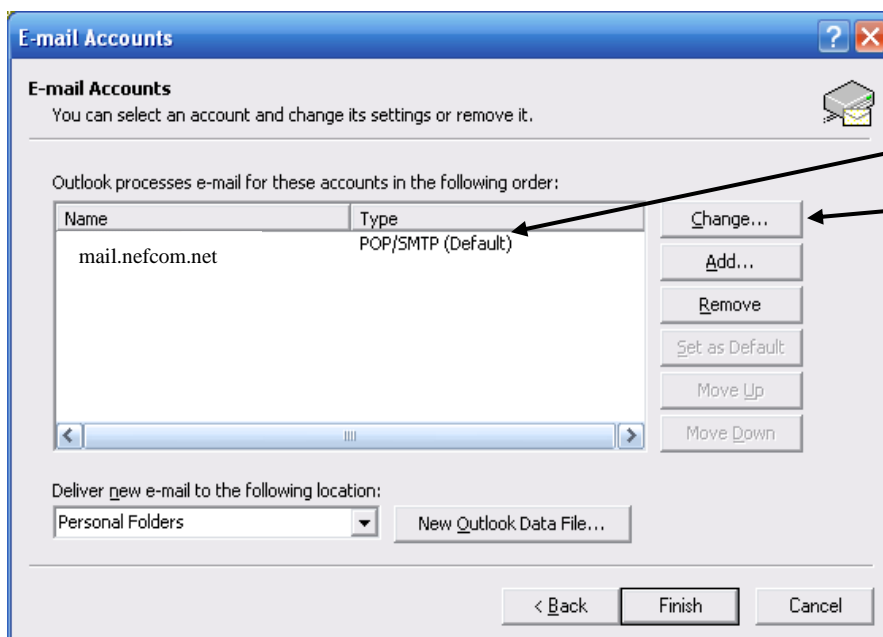 E-mail Accounts
E-mail Accounts
You can select an account and change its settings or remove it.
Outlook processes e-mail for these accounts in the following order:
Name Type
mail.nefcom.net POP/SMTP (Default)
Change...
Add...
Remove
Set as Default
Move Up
Move Down
Deliver new e-mail to the following location:
Personal Folders New Outlook Data File...
< Back Finish Cancel